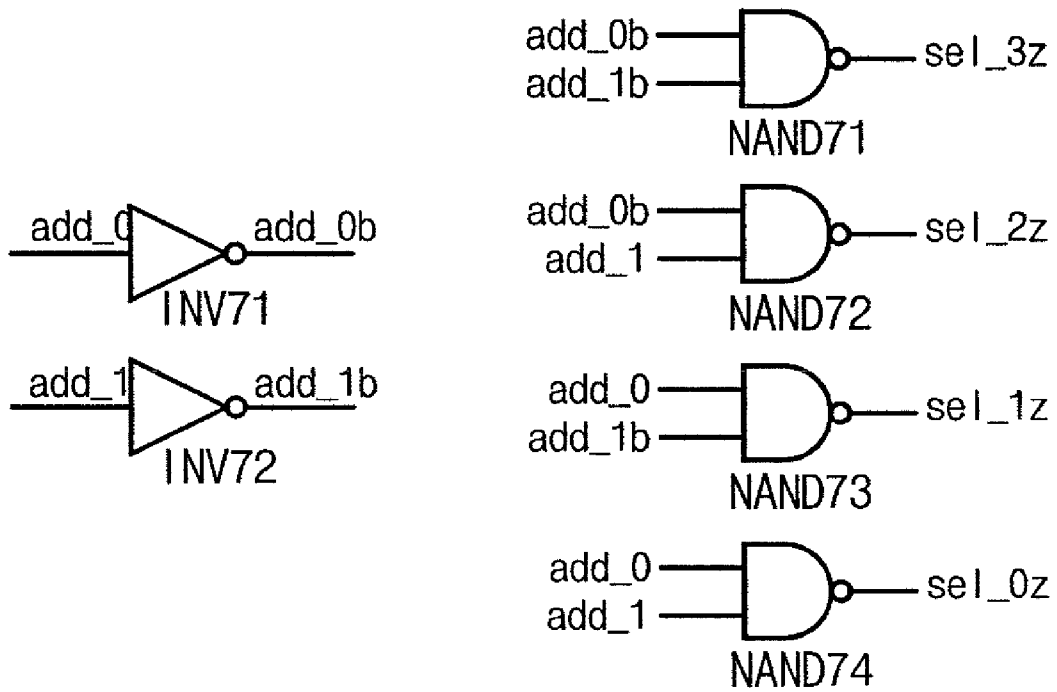 add_0
add_0b
INV71
add_1
add_1b
INV72
add_0b
add_1b
sel_3z
NAND71
add_0b
add_1
sel_2z
NAND72
add_0
add_1b
sel_1z
NAND73
add_0
add_1
sel_0z
NAND74